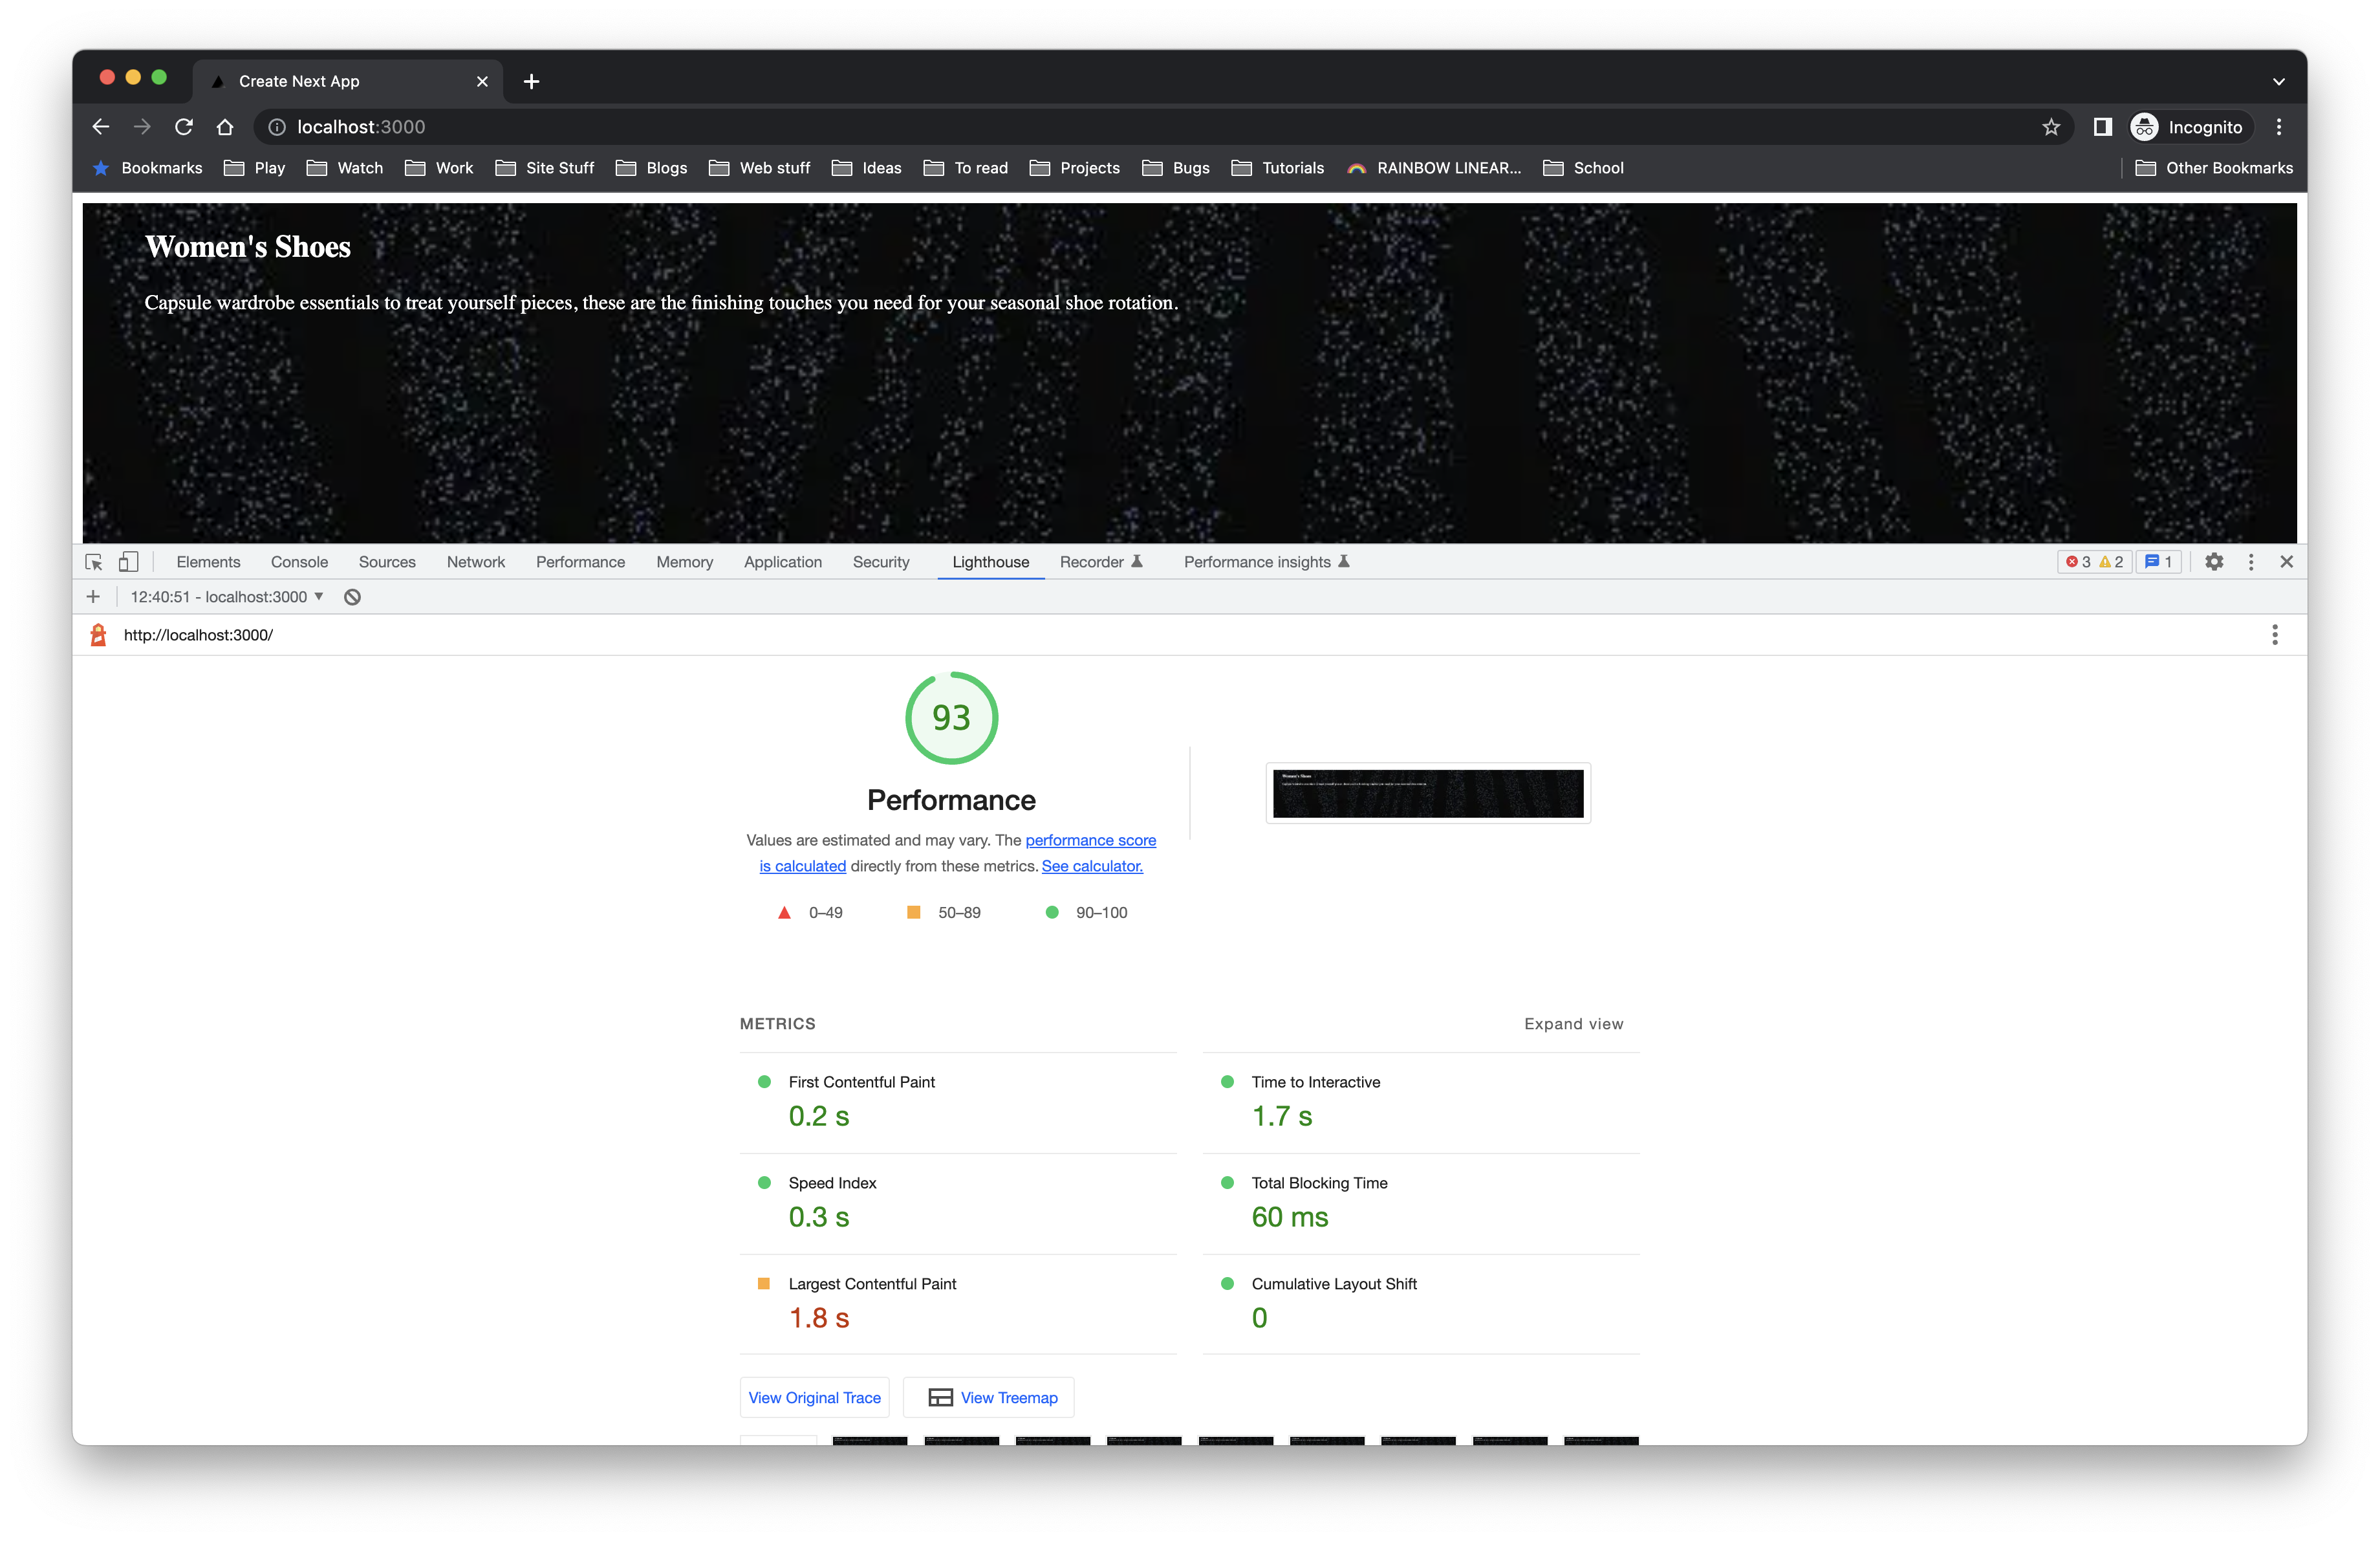 Create Next App
localhost:3000
Incognito
Bookmarks Play Watch Work Site Stuff Blogs Web stuff Ideas To read Projects Bugs Tutorials RAINBOW LINEAR... School Other Bookmarks
Women's Shoes
Capsule wardrobe essentials to treat yourself pieces, these are the finishing touches you need for your seasonal shoe rotation.
Elements Console Sources Network Performance Memory Application Security Lighthouse Recorder Performance insights 3 2 1
12:40:51 - localhost:3000
http://localhost:3000/
93
Performance
Values are estimated and may vary. The performance score
is calculated directly from these metrics. See calculator.
0–49 50–89 90–100
Women's Shoes
METRICS Expand view
First Contentful Paint
0.2 s
Time to Interactive
1.7 s
Speed Index
0.3 s
Total Blocking Time
60 ms
Largest Contentful Paint
1.8 s
Cumulative Layout Shift
0
View Original Trace View Treemap